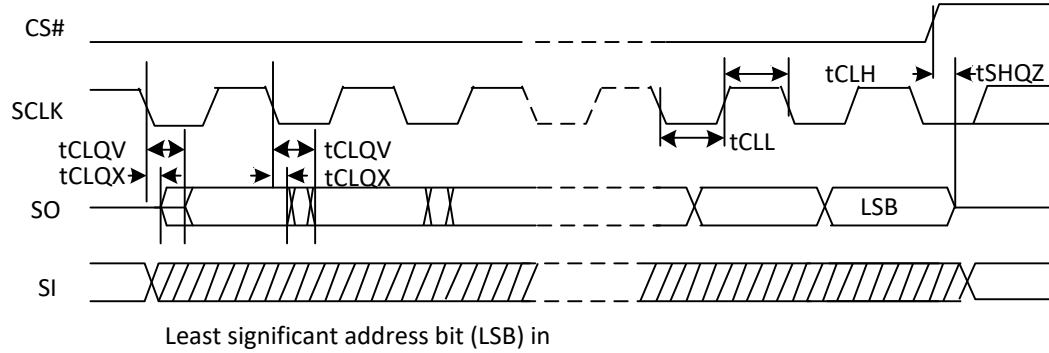 CS#
tCLH
tSHQZ
SCLK
tCLL
tCLQV
tCLQV
tCLQX
tCLQX
SO
LSB
SI
Least significant address bit (LSB) in